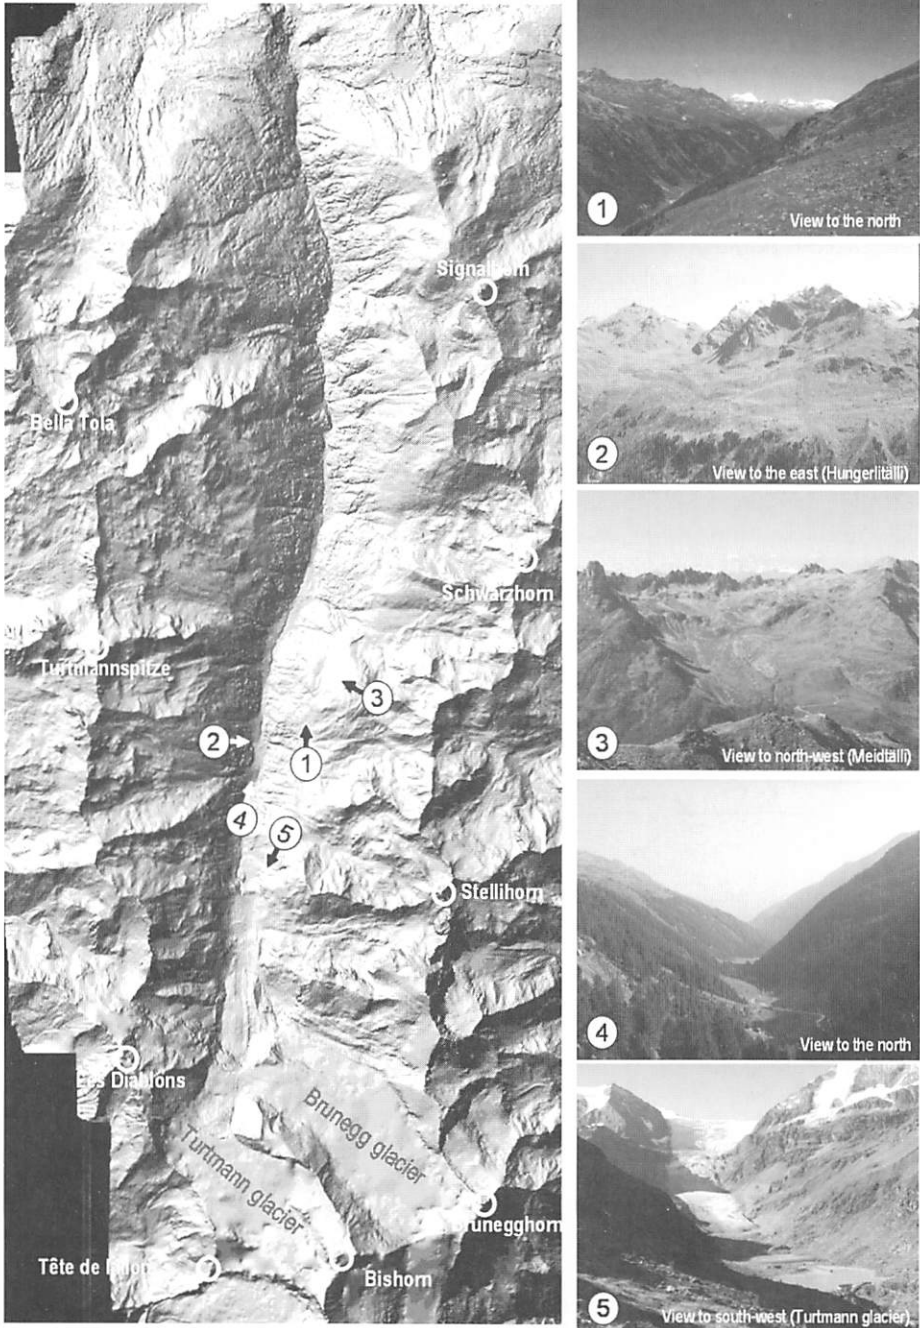 Signalhorn
Bella Tola
Schwarzhorn
Turtmannspitze
3
2
1
4
5
Stellihorn
Les Diablons
Brunegg glacier
Turtmann glacier
Brunegghorn
Tête de
Bishorn
1
View to the north
2
View to the east (Hungerlitälli)
3
View to north-west (Meidtälli)
4
View to the north
5
View to south-west (Turtmann glacier)